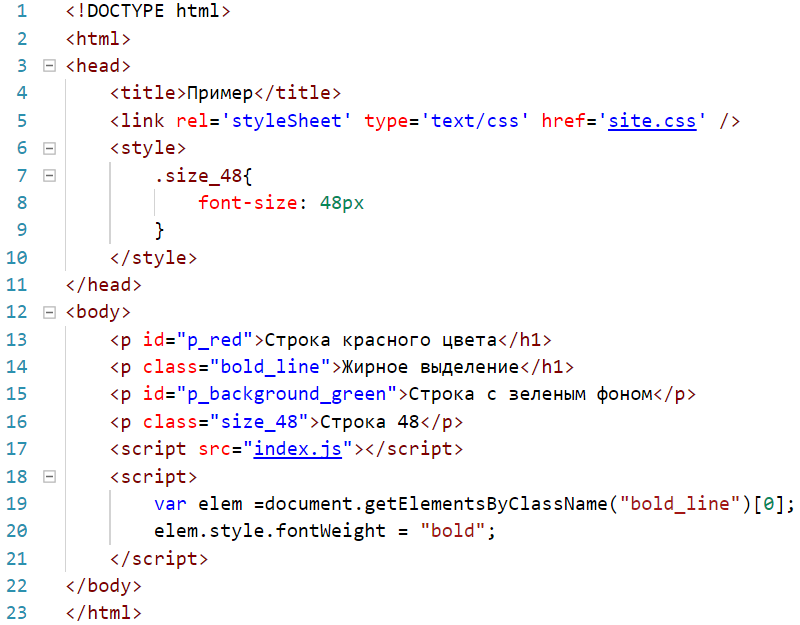 1 <!DOCTYPE html>
2 <html>
3 <head>
4 <title>Пример</title>
5 <link rel='styleSheet' type='text/css' href='site.css' />
6 <style>
7 .size_48{
8 font-size: 48px
9 }
10 </style>
11 </head>
12 <body>
13 <p id="p_red">Строка красного цвета</h1>
14 <p class="bold_line">Жирное выделение</h1>
15 <p id="p_background_green">Строка с зеленым фоном</p>
16 <p class="size_48">Строка 48</p>
17 <script src="index.js"></script>
18 <script>
19 var elem =document.getElementsByClassName("bold_line")[0];
20 elem.style.fontWeight = "bold";
21 </script>
22 </body>
23 </html>